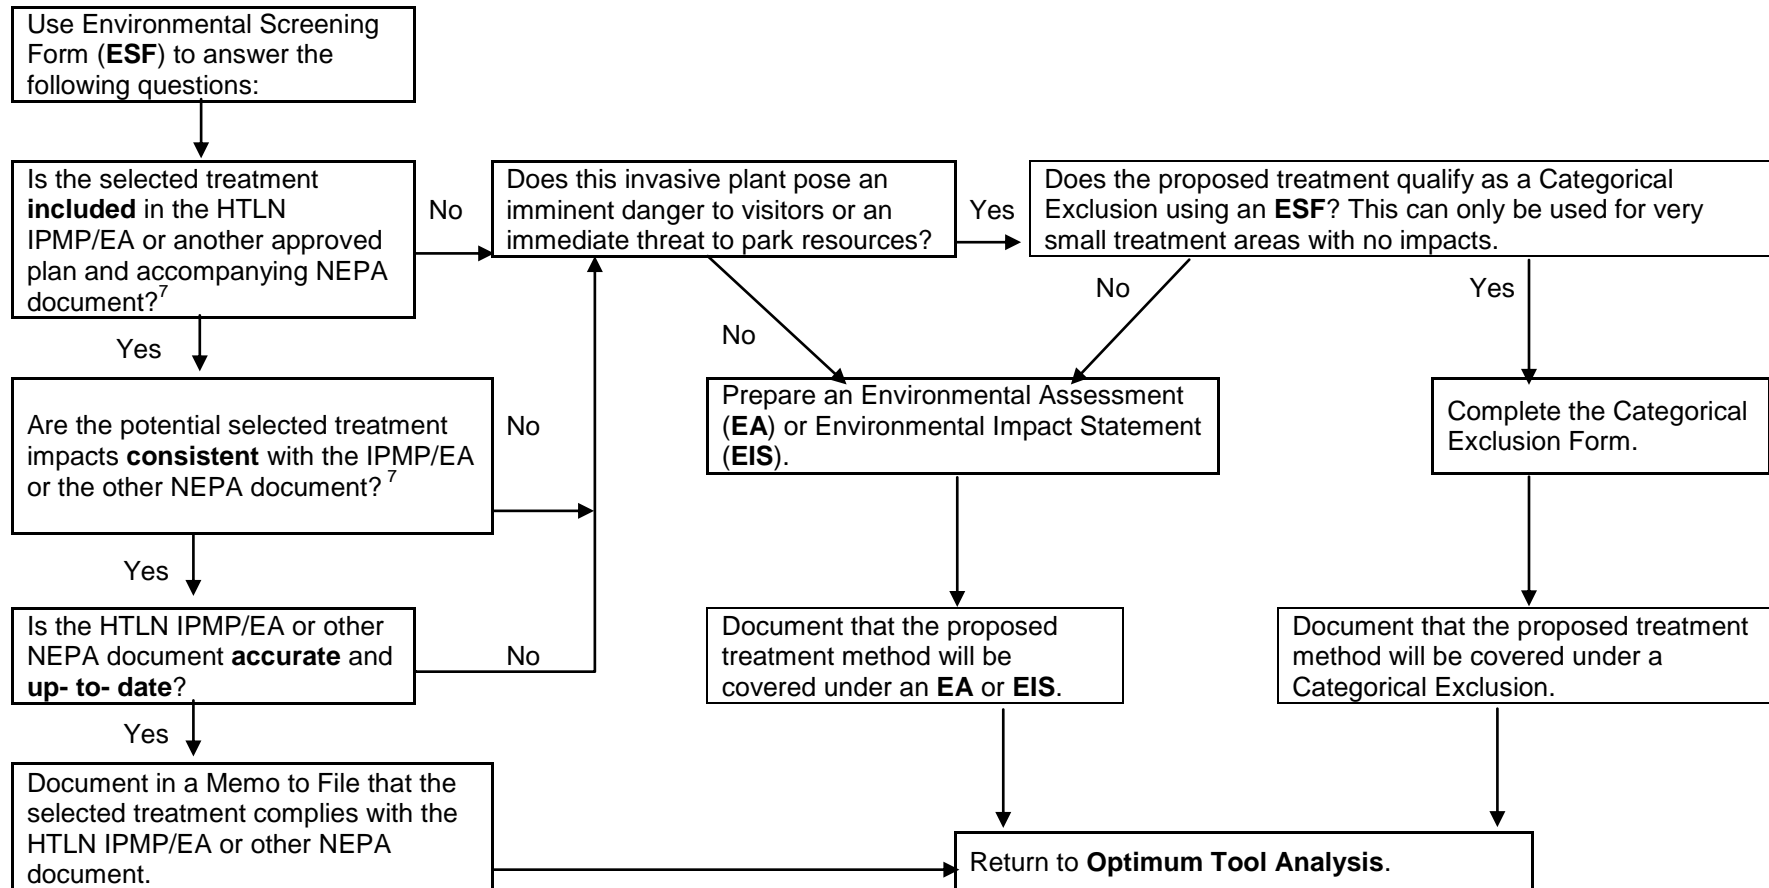 Use Environmental Screening
Form (ESF) to answer the
following questions:
Is the selected treatment
included in the HTLN
IPMP/EA or another approved
plan and accompanying NEPA
document?7
No
Does this invasive plant pose an
imminent danger to visitors or an
immediate threat to park resources?
Yes
Does the proposed treatment qualify as a Categorical
Exclusion using an ESF? This can only be used for very
small treatment areas with no impacts.
No
Yes
No
Yes
Are the potential selected treatment
impacts consistent with the IPMP/EA
or the other NEPA document? 7
No
Prepare an Environmental Assessment
(EA) or Environmental Impact Statement
(EIS).
Complete the Categorical
Exclusion Form.
Yes
Is the HTLN IPMP/EA or other
NEPA document accurate and
up- to- date?
No
Document that the proposed
treatment method will be
covered under an EA or EIS.
Document that the proposed treatment
method will be covered under a
Categorical Exclusion.
Yes
Document in a Memo to File that the
selected treatment complies with the
HTLN IPMP/EA or other NEPA
document.
Return to Optimum Tool Analysis.